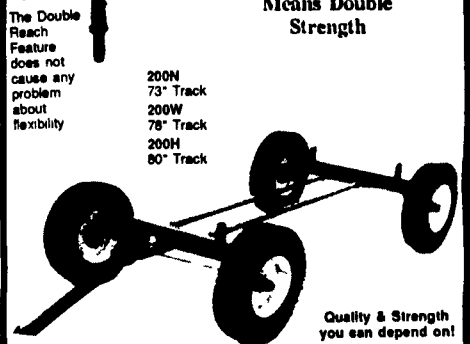 Means Double
Strength
The Double
Reach
Feature
does not
cause any
problem
about
flexibility
200N
73" Track
200W
78" Track
200H
80" Track
Quality & Strength
you can depend on!